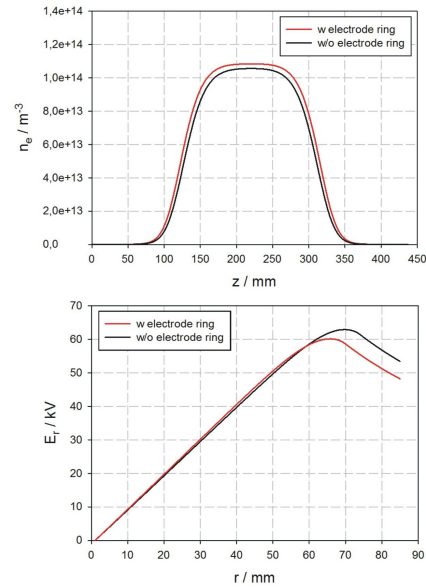 1,4e+14
1,2e+14
1,0e+14
8,0e+13
6,0e+13
4,0e+13
2,0e+13
0,0
nₑ / m⁻³
w electrode ring
w/o electrode ring
0 50 100 150 200 250 300 350 400 450
z / mm
70
60
50
40
30
20
10
0
Eᵣ / kV
w electrode ring
w/o electrode ring
0 10 20 30 40 50 60 70 80 90
r / mm